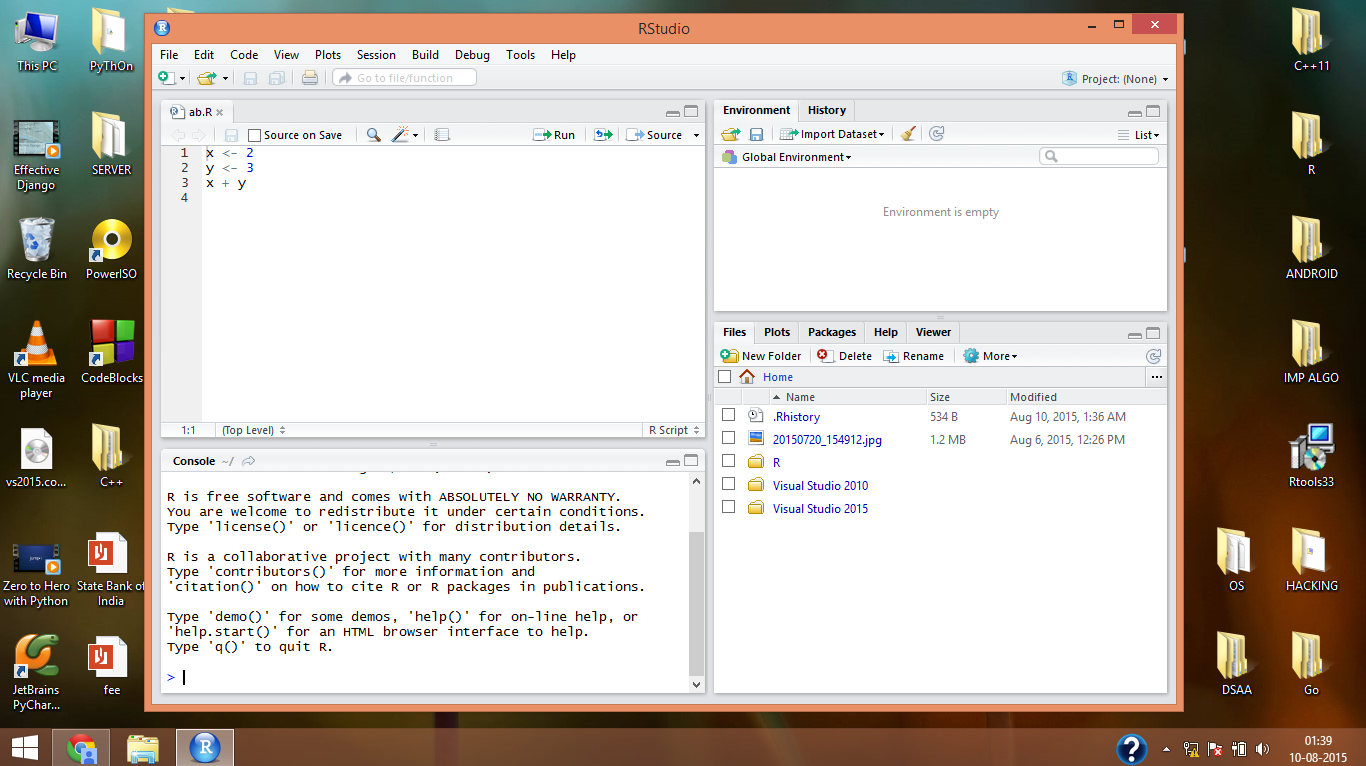 This PC
PyThOn
Effective
Django
SERVER
Recycle Bin
PowerISO
VLC media
player
CodeBlocks
vs2015.co...
C++
Zero to Hero
with Python
State Bank of
India
JetBrains
PyChar...
fee
RStudio
File Edit Code View Plots Session Build Debug Tools Help
Go to file/function
Project: (None)
ab.R
Source on Save
Run
Source
1 x <- 2
2 y <- 3
3 x + y
4
1:1 (Top Level) R Script
Console ~/
R is free software and comes with ABSOLUTELY NO WARRANTY.
You are welcome to redistribute it under certain conditions.
Type 'license()' or 'licence()' for distribution details.
R is a collaborative project with many contributors.
Type 'contributors()' for more information and
'citation()' on how to cite R or R packages in publications.
Type 'demo()' for some demos, 'help()' for on-line help, or
'help.start()' for an HTML browser interface to help.
Type 'q()' to quit R.
>
Environment History
Import Dataset
List
Global Environment
Environment is empty
Files Plots Packages Help Viewer
New Folder Delete Rename More
Home ...
Name Size Modified
.Rhistory 534 B Aug 10, 2015, 1:36 AM
20150720_154912.jpg 1.2 MB Aug 6, 2015, 12:26 PM
R
Visual Studio 2010
Visual Studio 2015
C++11
R
ANDROID
IMP ALGO
Rtools33
OS
HACKING
DSAA
Go
01:39
10-08-2015